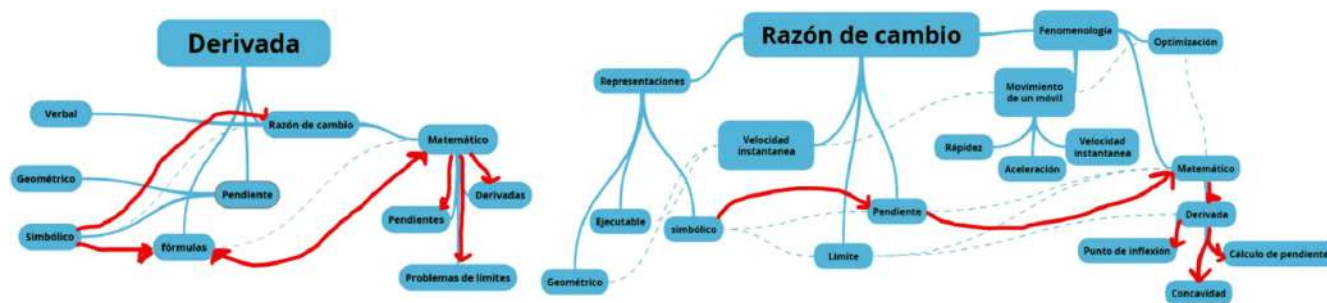 Derivada
Verbal
Razón de cambio
Matemático
Geométrico
Pendiente
Derivadas
Pendientes
Simbólico
fórmulas
Problemas de límites
Razón de cambio
Fenomenología
Optimización
Representaciones
Movimiento
de un móvil
Velocidad
instantanea
Rápidez
Velocidad
instantanea
Aceleración
Matemático
Ejecutable
simbólico
Pendiente
Derivada
Límite
Punto de inflexión
Cálculo de pendiente
Geométrico
Concavidad